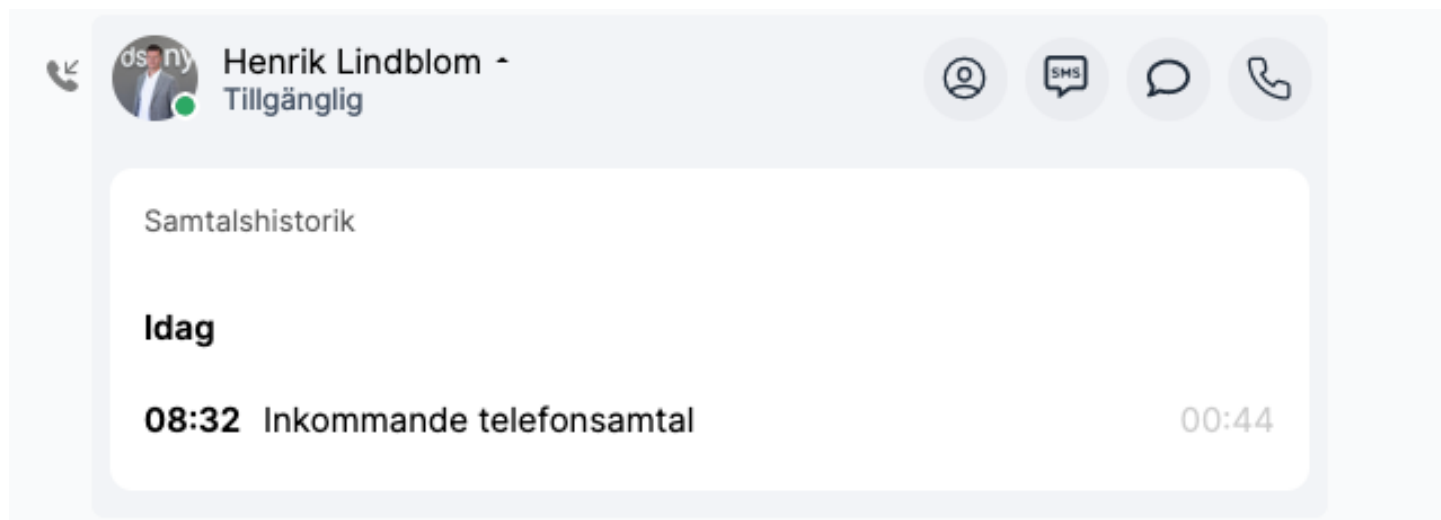 Henrik Lindblom
Tillgänglig
SMS
Samtalshistorik
Idag
08:32 Inkommande telefonsamtal 00:44